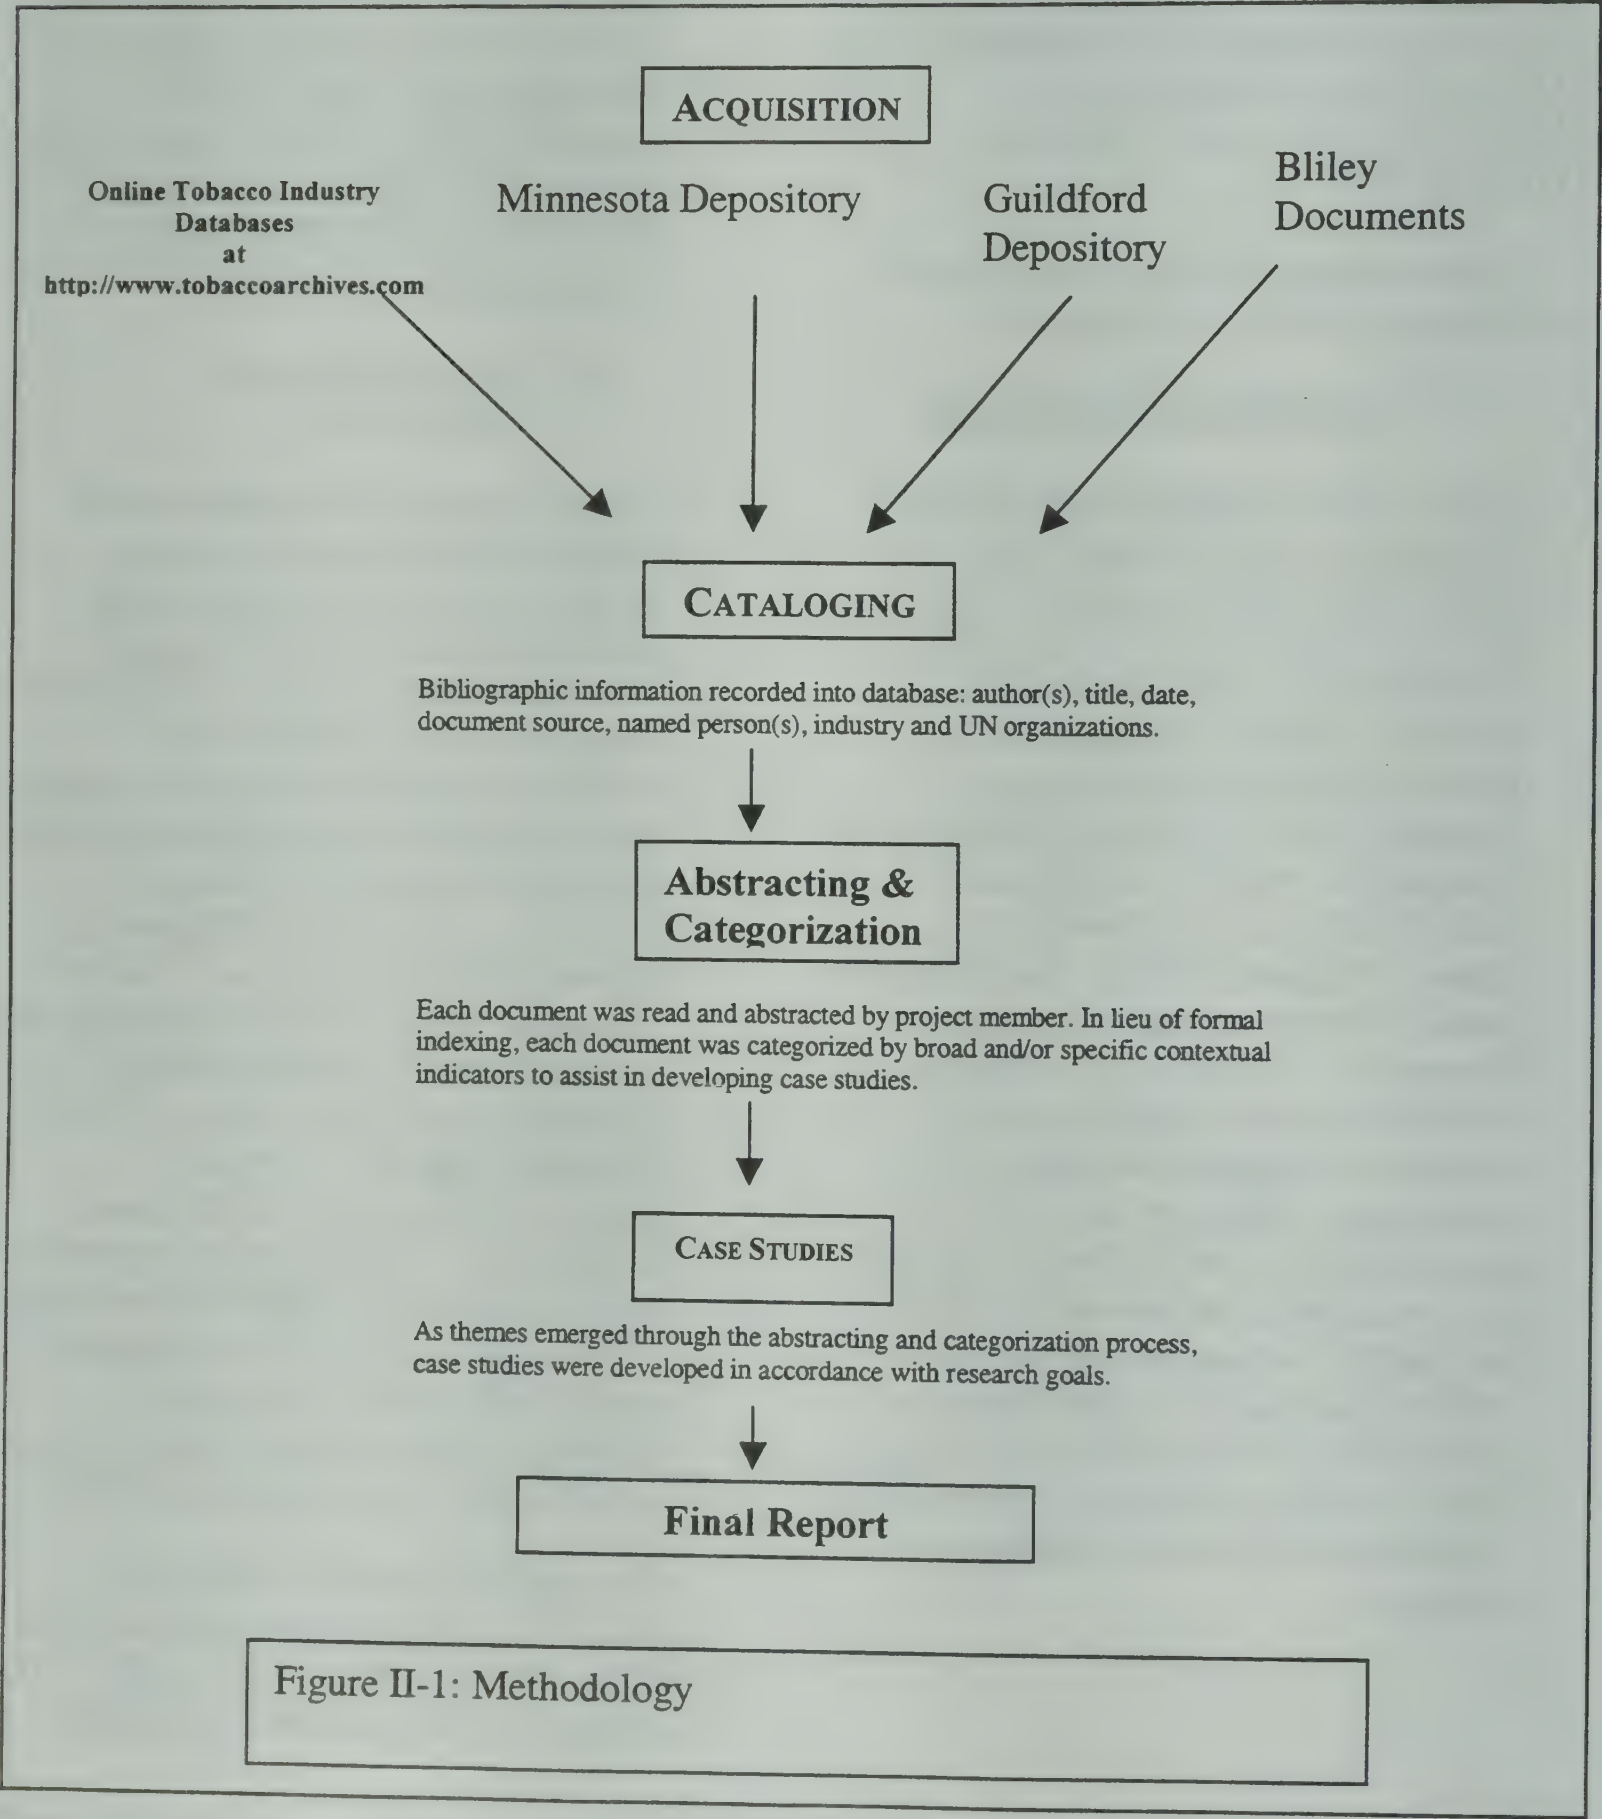 ACQUISITION
Online Tobacco Industry
Databases
at
http://www.tobaccoarchives.com
Minnesota Depository
Guildford
Depository
Bliley
Documents
CATALOGING
Bibliographic information recorded into database: author(s), title, date,
document source, named person(s), industry and UN organizations.
Abstracting &
Categorization
Each document was read and abstracted by project member. In lieu of formal
indexing, each document was categorized by broad and/or specific contextual
indicators to assist in developing case studies.
CASE STUDIES
As themes emerged through the abstracting and categorization process,
case studies were developed in accordance with research goals.
Final Report
Figure II-1: Methodology